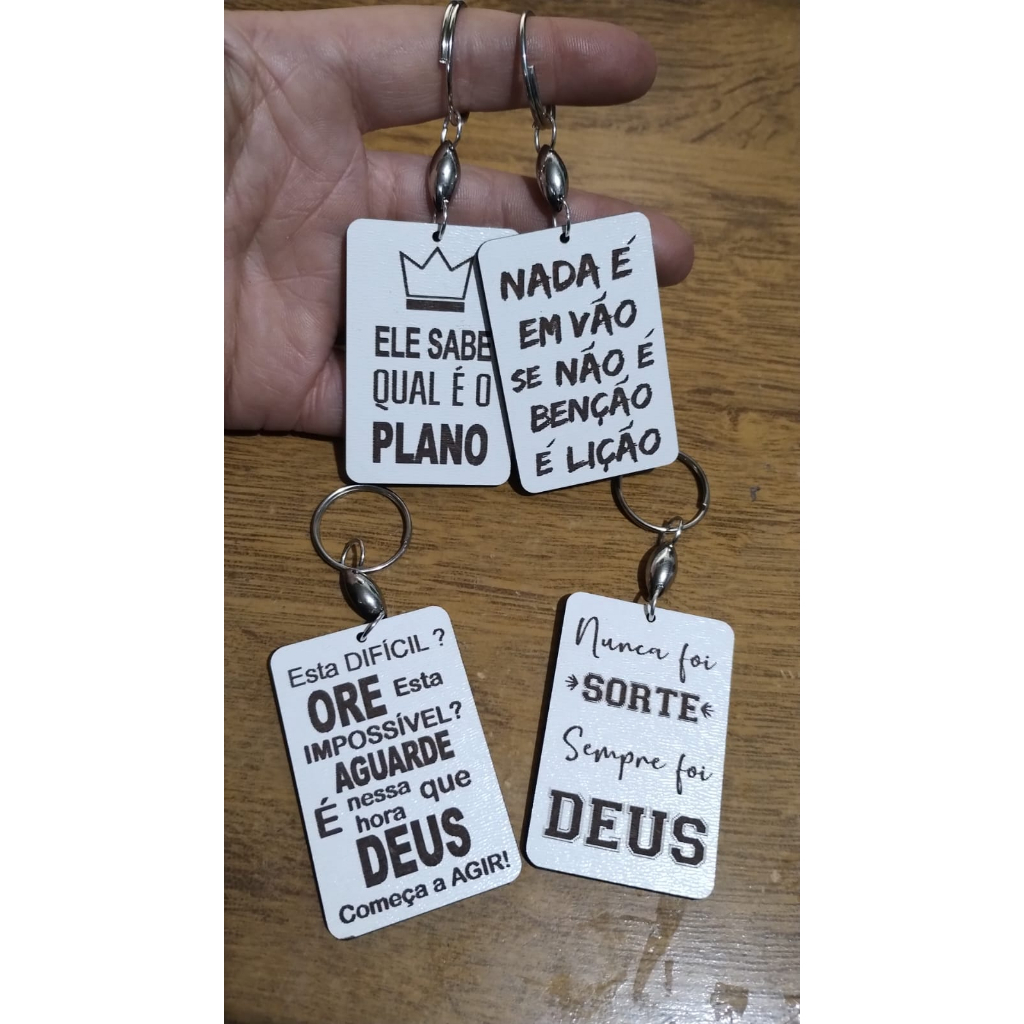 ELE SABE
QUAL É O
PLANO
NADA É
EM VÃO
SE NÃO É
BENÇÃO
É LIÇÃO
Esta DIFÍCIL ?
ORE Esta
IMPOSSÍVEL?
AGUARDE
É nessa hora que
DEUS
Começa a AGIR!
Nunca foi
SORTE
Sempre foi
DEUS